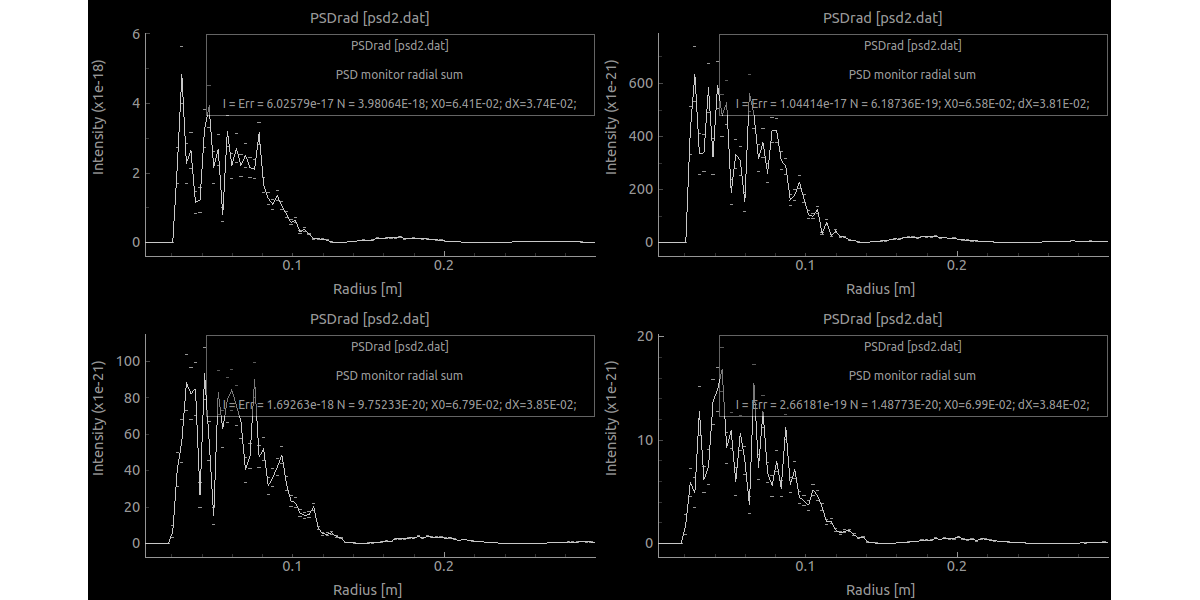 PSDrad [psd2.dat]
PSDrad [psd2.dat]
PSD monitor radial sum
I = Err = 6.02579e-17 N = 3.98064E-18; X0=6.41E-02; dX=3.74E-02;
Intensity (x1e-18)
6
4
2
0
0.1
0.2
Radius [m]
PSDrad [psd2.dat]
PSDrad [psd2.dat]
PSD monitor radial sum
I = Err = 1.04414e-17 N = 6.18736E-19; X0=6.58E-02; dX=3.81E-02;
Intensity (x1e-21)
600
400
200
0
0.1
0.2
Radius [m]
PSDrad [psd2.dat]
PSDrad [psd2.dat]
PSD monitor radial sum
I = Err = 1.69263e-18 N = 9.75233E-20; X0=6.79E-02; dX=3.85E-02;
Intensity (x1e-21)
100
80
60
40
20
0
0.1
0.2
Radius [m]
PSDrad [psd2.dat]
PSDrad [psd2.dat]
PSD monitor radial sum
I = Err = 2.66181e-19 N = 1.48773E-20; X0=6.99E-02; dX=3.84E-02;
Intensity (x1e-21)
20
10
0
0.1
0.2
Radius [m]